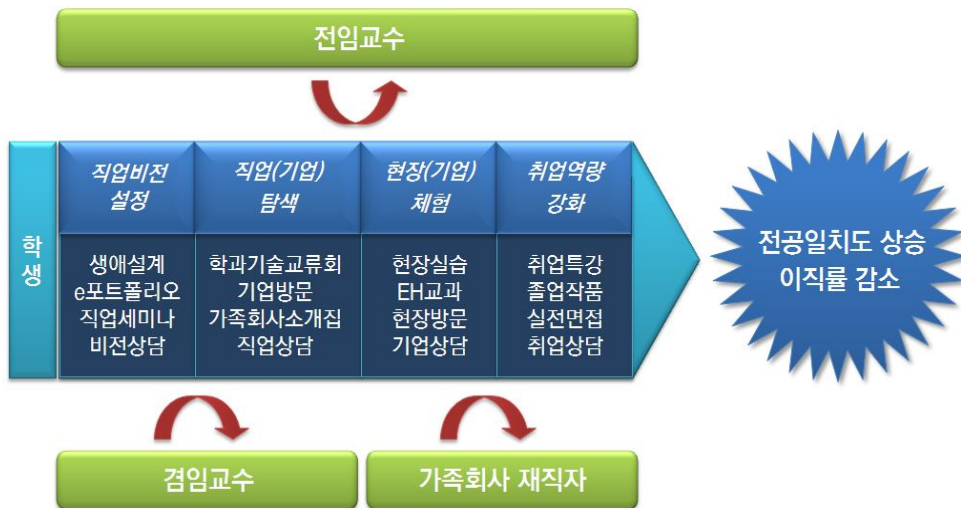 전임교수
직업비전
설정
직업(기업)
탐색
현장(기업)
체험
취업역량
강화
학
생
생애설계
e포트폴리오
직업세미나
비전상담
학과기술교류회
기업방문
가족회사소개집
직업상담
현장실습
EH교과
현장방문
기업상담
취업특강
졸업작품
실전면접
취업상담
전공일치도 상승
이직률 감소
겸임교수
가족회사 재직자